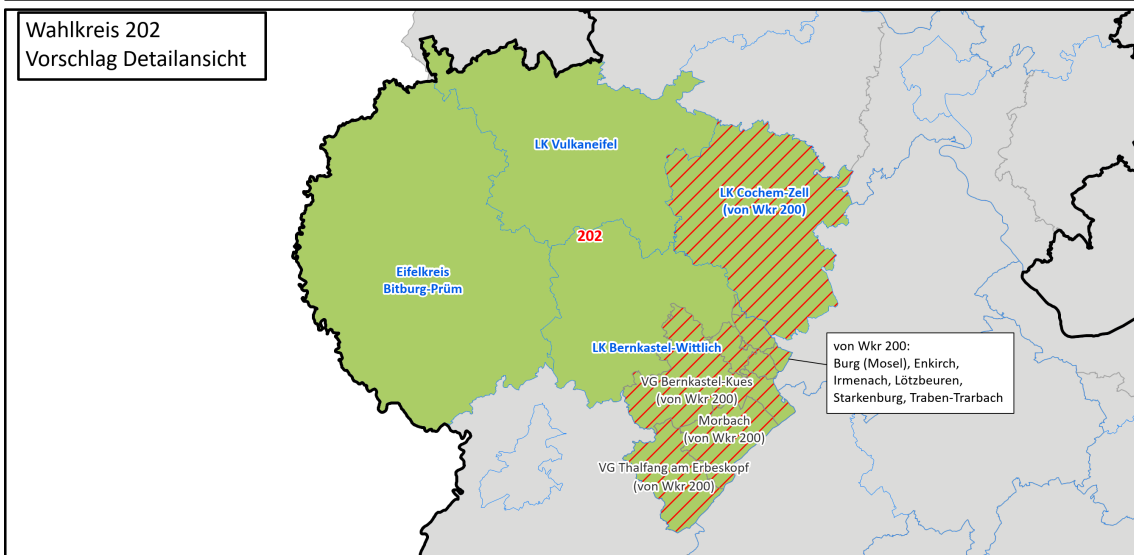 Wahlkreis 202
Vorschlag Detailansicht
LK Vulkaneifel
LK Cochem-Zell
(von Wkr 200)
202
Eifelkreis
Bitburg-Prüm
LK Bernkastel-Wittlich
von Wkr 200:
Burg (Mosel), Enkirch,
Irmenach, Lötzbeuren,
Starkenburg, Traben-Trarbach
VG Bernkastel-Kues
(von Wkr 200)
Morbach
(von Wkr 200)
VG Thalfang am Erbeskopf
(von Wkr 200)